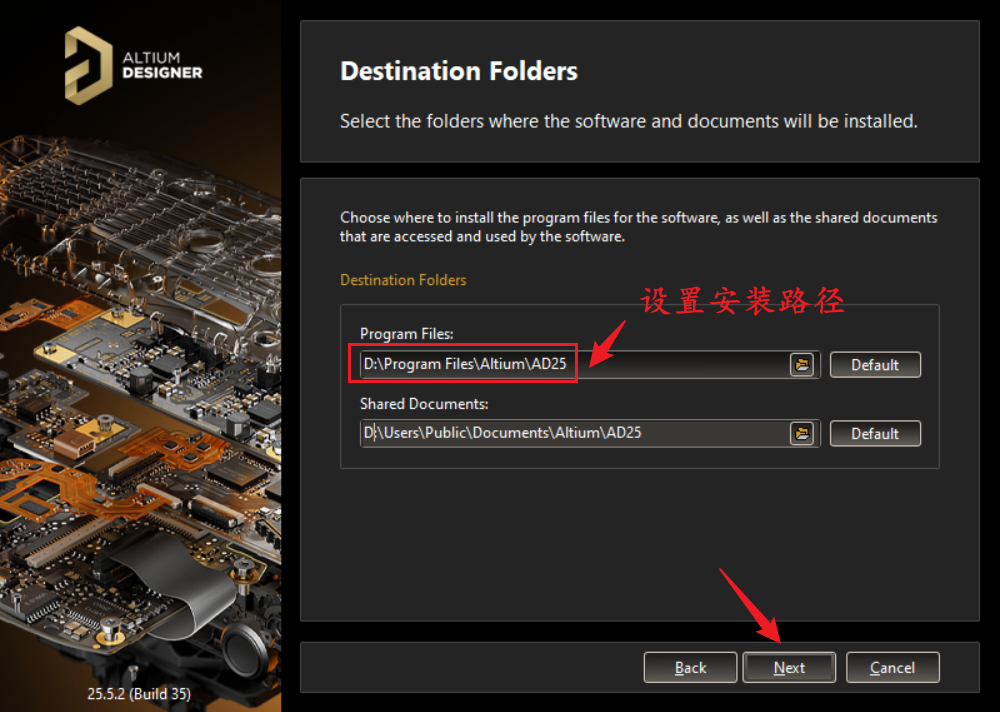 ALTIUM
DESIGNER
Destination Folders
Select the folders where the software and documents will be installed.
Choose where to install the program files for the software, as well as the shared documents
that are accessed and used by the software.
Destination Folders
设置安装路径
Program Files:
D:\Program Files\Altium\AD25
Default
Shared Documents:
D:\Users\Public\Documents\Altium\AD25
Default
Back
Next
Cancel
25.5.2 (Build 35)